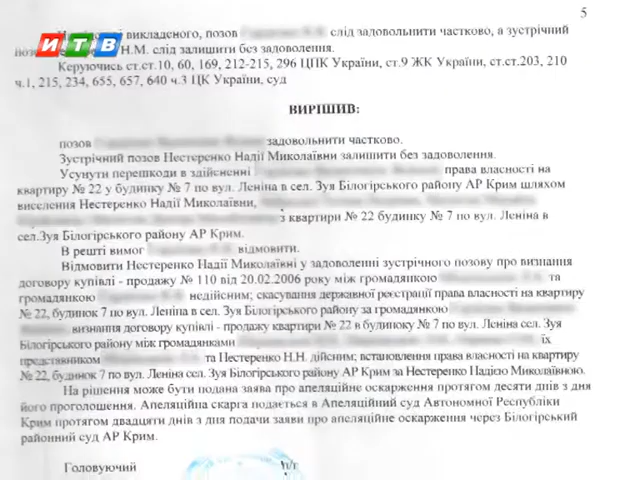 5
викладеного, позов слід задовольнити частково, а зустрічний
ИТВ
Н.М. слід залишити без задоволення.
Керуючись ст.ст.10, 60, 169, 212-215, 296 ЦПК України, ст.9 ЖК України, ст.ст.203, 210
ч.1, 215, 234, 655, 657, 640 ч.3 ЦК України, суд
ВИРІШИВ:
позов задовольнити частково.
Зустрічний позов Нестеренко Надії Миколаївни залишити без задоволення.
Усунути перешкоди в здійсненні права власності на
квартиру № 22 у будинку № 7 по вул. Леніна в сел. Зуя Білогірського району АР Крим шляхом
виселення Нестеренко Надії Миколаївни,
з квартири № 22 будинку № 7 по вул. Леніна в
сел.Зуя Білогірського району АР Крим.
В решті вимог відмовити.
Відмовити Нестеренко Надії Миколаївні у задоволенні зустрічного позову про визнання
договору купівлі - продажу № 110 від 20.02.2006 року між громадянкою та
громадянкою недійсним; скасування державної реєстрації права власності на квартиру
№ 22, будинок 7 по вул. Леніна в сел. Зуя Білогірського району за громадянкою
визнання договору купівлі - продажу квартири № 22 в будиноку № 7 по вул. Леніна сел. Зуя
Білогірського району між громадянками їх
представником та Нестеренко Н.Н. дійсним; встановлення права власності на квартиру
№ 22, будинок 7 по вул. Леніна сел. Зуя Білогірського району АР Крим за Нестеренко Надією Миколаївною.
На рішення може бути подана заява про апеляційне оскарження протягом десяти днів з дня
його проголошення. Апеляційна скарга подається в Апеляційний суд Автономної Республіки
Крим протягом двадцяти днів з дня подачи заяви про апеляційне оскарження через Білогірський
районний суд АР Крим.
Головуючий п/г